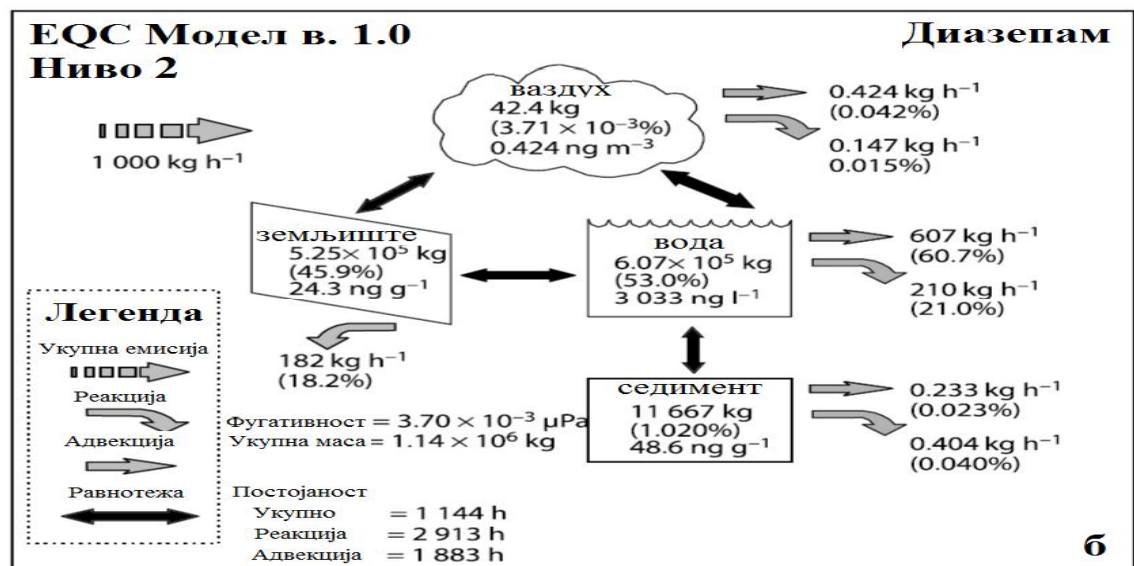 EQC Модел в. 1.0
Ниво 2
Диазепам
1 000 kg h⁻¹
ваздух
42.4 kg
(3.71 × 10⁻³%)
0.424 ng m⁻³
0.424 kg h⁻¹
(0.042%)
0.147 kg h⁻¹
0.015%)
земљиште
5.25× 10⁵ kg
(45.9%)
24.3 ng g⁻¹
182 kg h⁻¹
(18.2%)
вода
6.07× 10⁵ kg
(53.0%)
3 033 ng l⁻¹
607 kg h⁻¹
(60.7%)
210 kg h⁻¹
(21.0%)
седимент
11 667 kg
(1.020%)
48.6 ng g⁻¹
0.233 kg h⁻¹
(0.023%)
0.404 kg h⁻¹
(0.040%)
Легенда
Укупна емисија
Реакција
Адвекција
Равнотежа
Фугативност = 3.70 × 10⁻³ µPa
Укупна маса = 1.14 × 10⁶ kg
Постојаност
Укупно = 1 144 h
Реакција = 2 913 h
Адвекција = 1 883 h
б